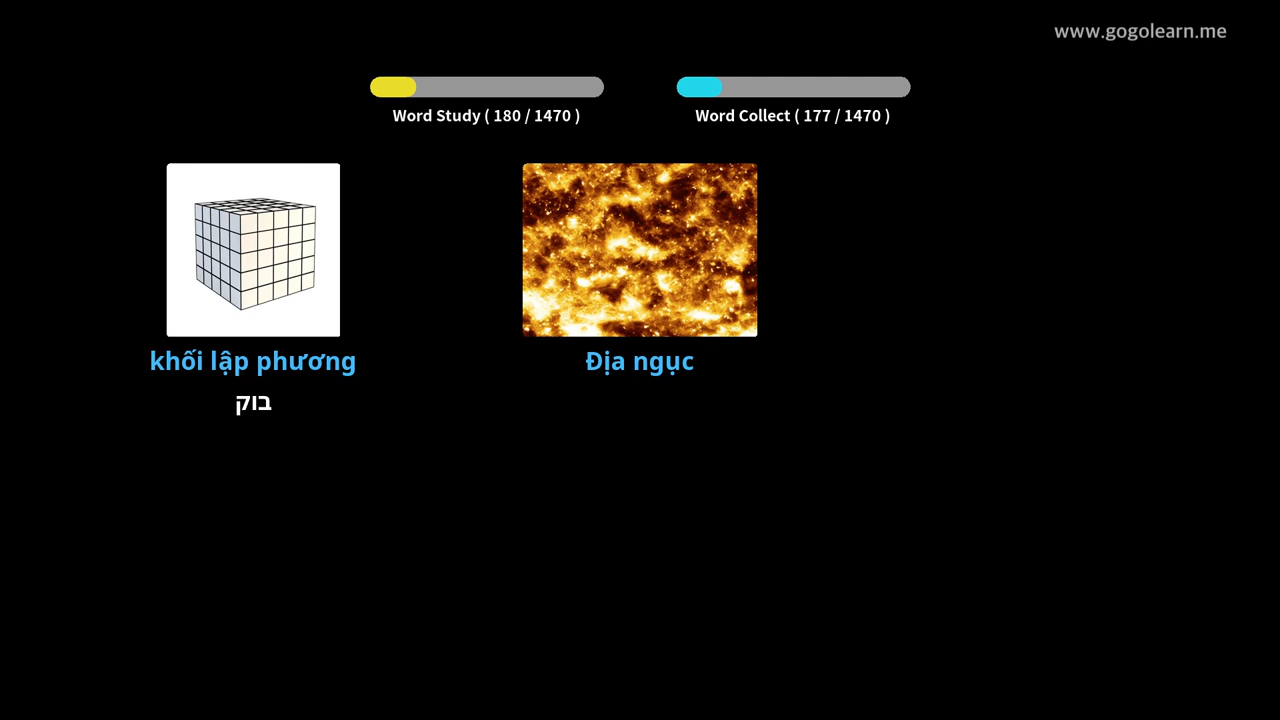 www.gogolearn.me
Word Study ( 180 / 1470 )
Word Collect ( 177 / 1470 )
khối lập phương
בוק
Địa ngục